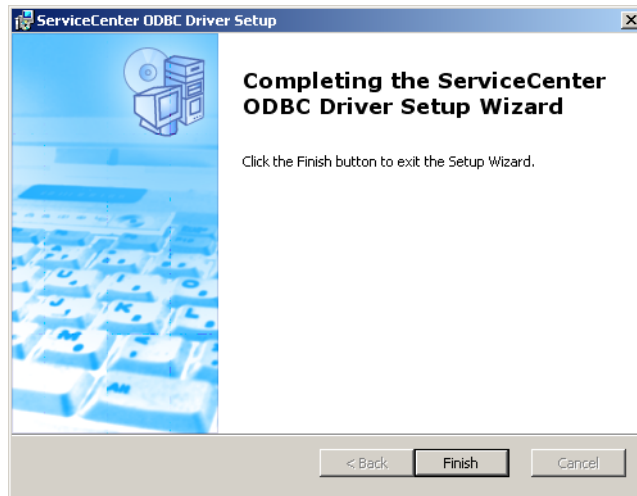 ServiceCenter ODBC Driver Setup
Completing the ServiceCenter
ODBC Driver Setup Wizard
Click the Finish button to exit the Setup Wizard.
< Back
Finish
Cancel